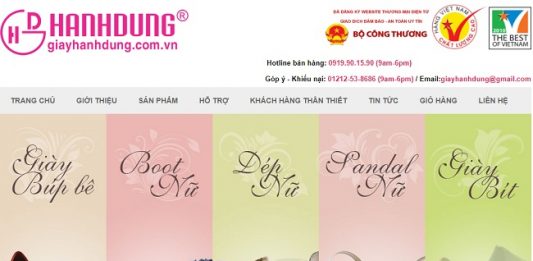 HD HANHDUNG®
giayhanhdung.com.vn
ĐÃ ĐĂNG KÝ WEBSITE THƯƠNG MẠI ĐIỆN TỬ
GIAO DỊCH ĐẢM BẢO - AN TOÀN UY TÍN
BỘ CÔNG THƯƠNG
HÀNG VIỆT NAM
CHẤT LƯỢNG CAO
2010
THE BEST
OF VIETNAM
Hotline bán hàng: 0919.90.15.90 (9am-6pm)
Góp ý - Khiếu nại: 01212-53-8686 (9am-6pm) / Email:giayhanhdung@gmail.com
TRANG CHỦ GIỚI THIỆU SẢN PHẨM HỖ TRỢ KHÁCH HÀNG THÂN THIẾT TIN TỨC GIỎ HÀNG LIÊN HỆ
Giày
Búp bê
Boot
Nữ
Dép
Nữ
Sandal
Nữ
Giày
Bít